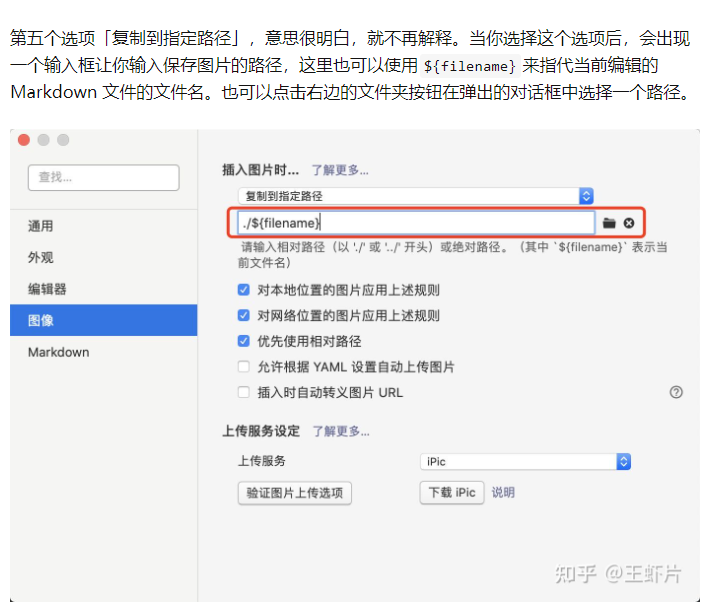 第五个选项「复制到指定路径」，意思很明白，就不再解释。当你选择这个选项后，会出现
一个输入框让你输入保存图片的路径，这里也可以使用 ${filename} 来指代当前编辑的
Markdown 文件的文件名。也可以点击右边的文件夹按钮在弹出的对话框中选择一个路径。
查找...
通用
外观
编辑器
图像
Markdown
插入图片时... 了解更多...
复制到指定路径
./${filename}
请输入相对路径（以 './' 或 '../' 开头）或绝对路径。（其中 `${filename}` 表示当
前文件名）
对本地位置的图片应用上述规则
对网络位置的图片应用上述规则
优先使用相对路径
允许根据 YAML 设置自动上传图片
插入时自动转义图片 URL
上传服务设定 了解更多...
上传服务 iPic
验证图片上传选项 下载 iPic 说明
知乎 @王虾片